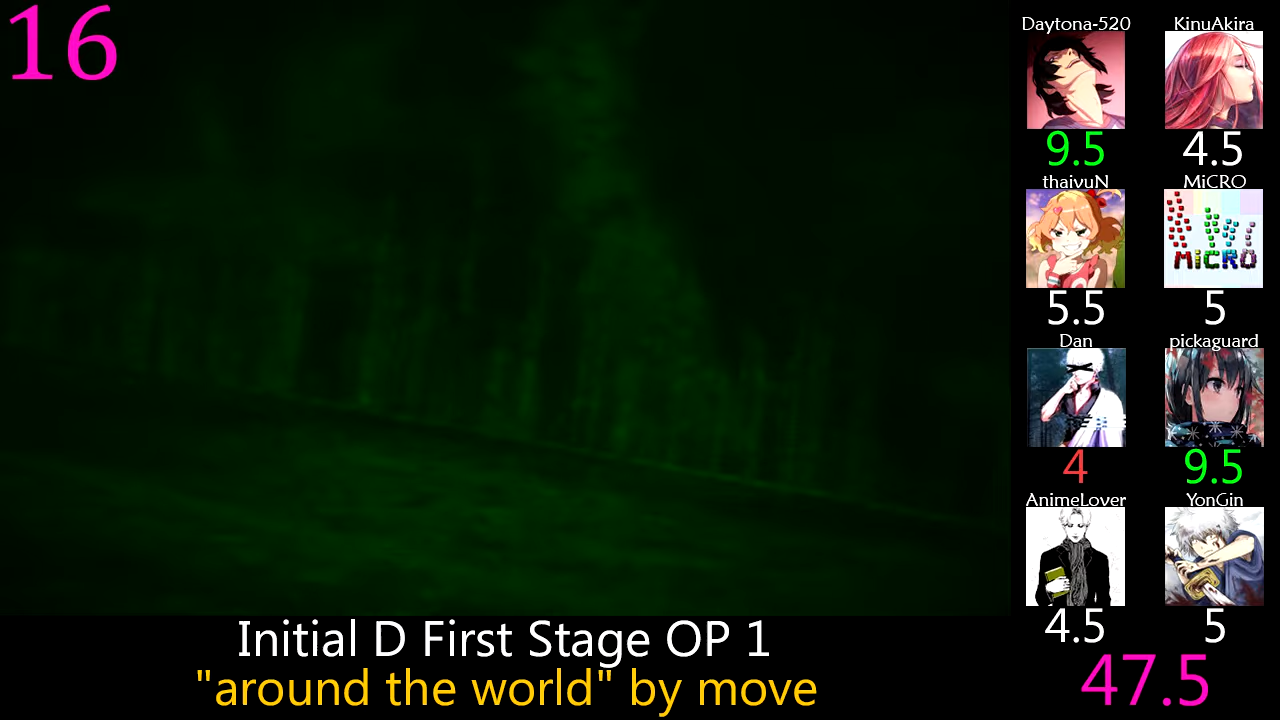 16
Daytona-520
KinuAkira
9.5
4.5
thaivuN
MiCRO
MiCRO
5.5
5
Dan
pickaguard
4
9.5
AnimeLover
YonGin
4.5
5
Initial D First Stage OP 1
"around the world" by move
47.5